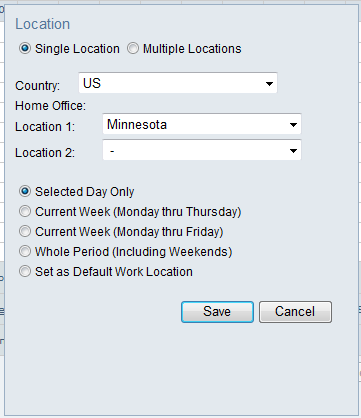 Location
Single Location Multiple Locations
Country: US
Home Office:
Location 1: Minnesota
Location 2: -
Selected Day Only
Current Week (Monday thru Thursday)
Current Week (Monday thru Friday)
Whole Period (Including Weekends)
Set as Default Work Location
Save Cancel